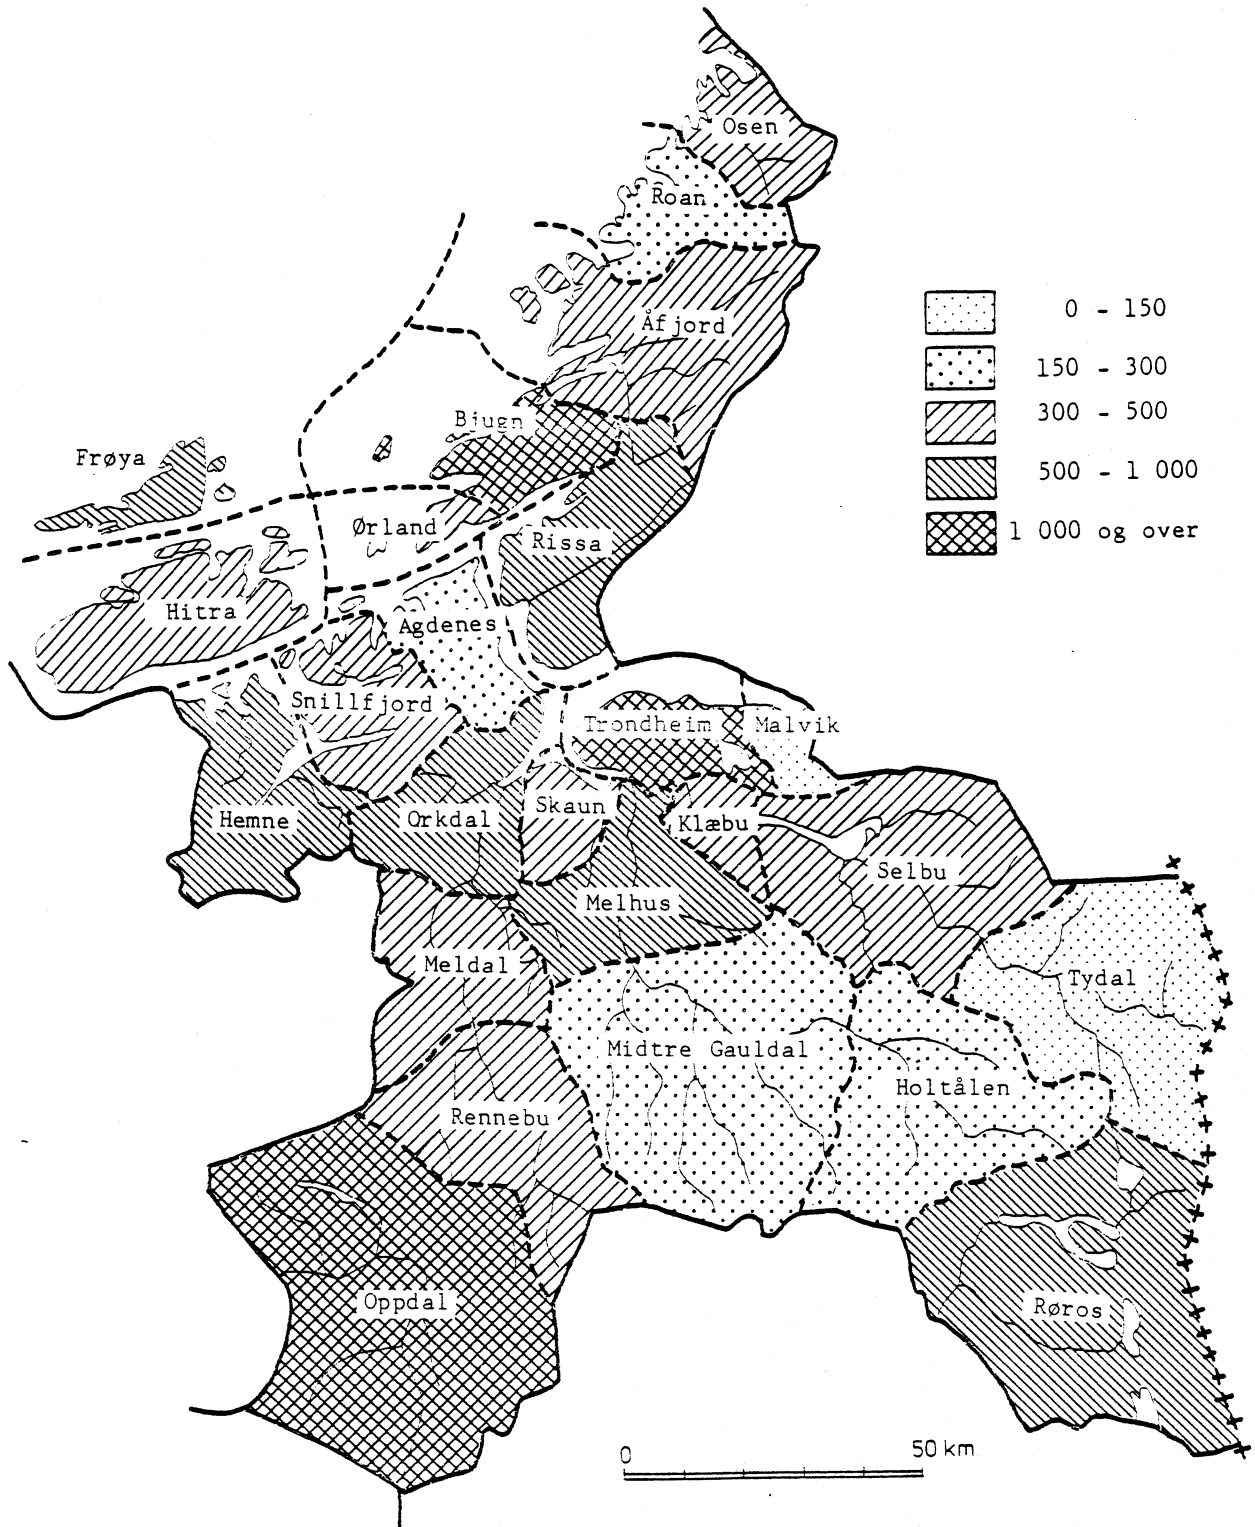 Osen
Roan
Åfjord
0 - 150
150 - 300
300 - 500
500 - 1 000
1 000 og over
Bjugn
Frøya
Ørland
Rissa
Hitra
Agdenes
Snillfjord
Trondheim
Malvik
Hemne
Orkdal
Skaun
Klæbu
Selbu
Melhus
Meldal
Tydal
Midtre Gauldal
Holtålen
Rennebu
Oppdal
Røros
0 50 km